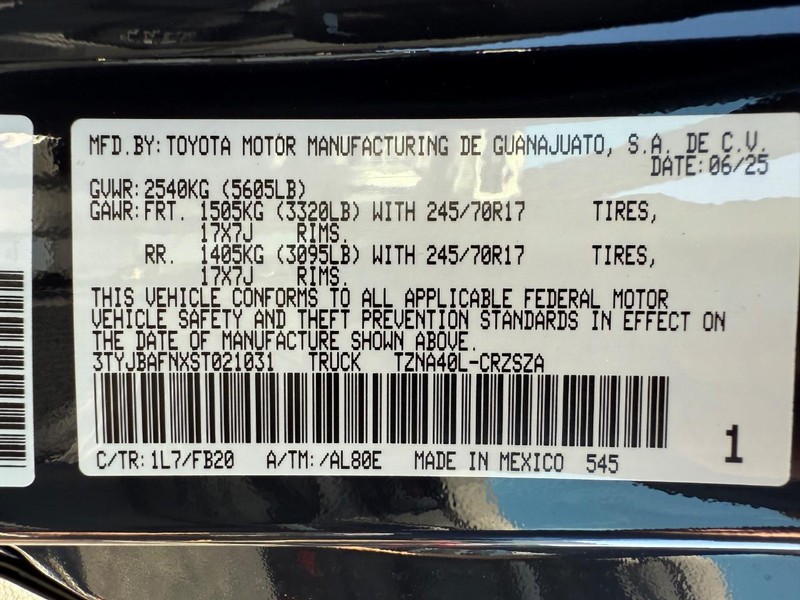 MFD.BY: TOYOTA MOTOR MANUFACTURING DE GUANAJUATO, S.A. DE C.V.
DATE: 06/25
GVWR: 2540KG (5605LB)
GAWR: FRT. 1505KG (3320LB) WITH 245/70R17 TIRES,
17X7J RIMS.
RR. 1405KG (3095LB) WITH 245/70R17 TIRES,
17X7J RIMS.
THIS VEHICLE CONFORMS TO ALL APPLICABLE FEDERAL MOTOR
VEHICLE SAFETY AND THEFT PREVENTION STANDARDS IN EFFECT ON
THE DATE OF MANUFACTURE SHOWN ABOVE.
3TYJBAFNXST021031 TRUCK TZNA40L-CRZSZA
1
C/TR: 1L7/FB20 A/TM: /AL80E MADE IN MEXICO 545